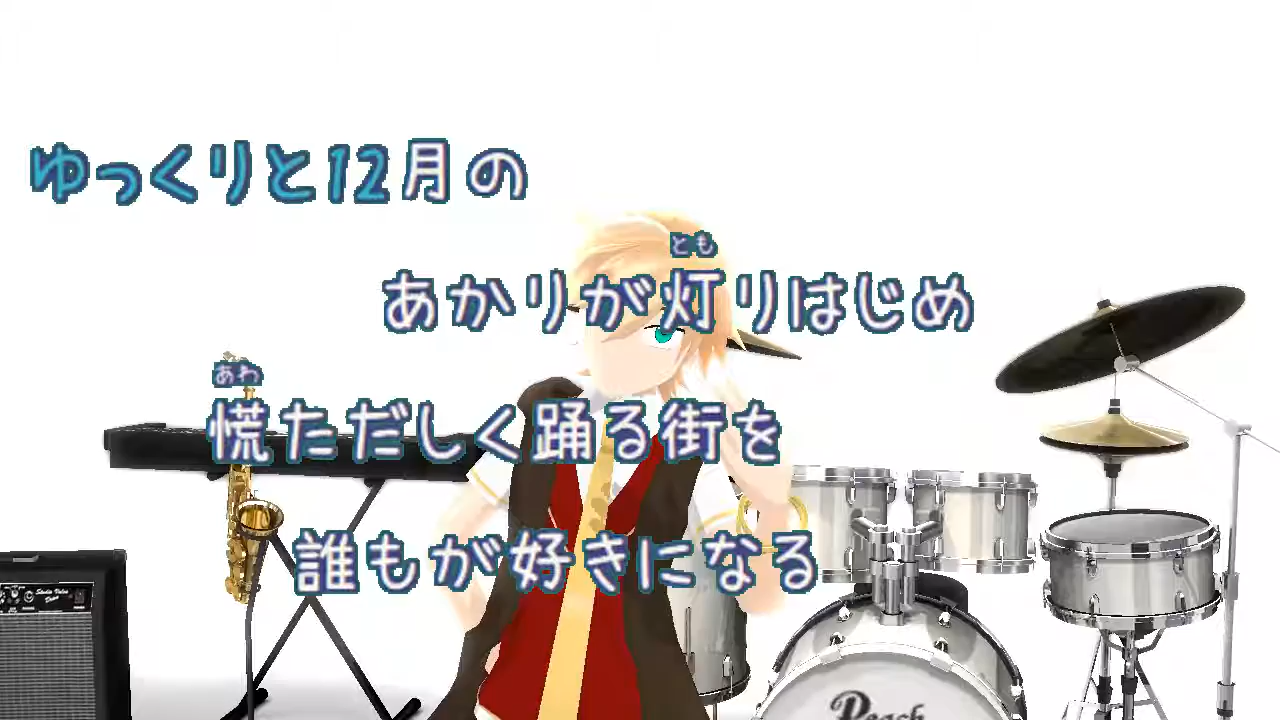 ゆっくりと12月の
とも
あかりが灯りはじめ
あわ
慌ただしく踊る街を
誰もが好きになる
Peach